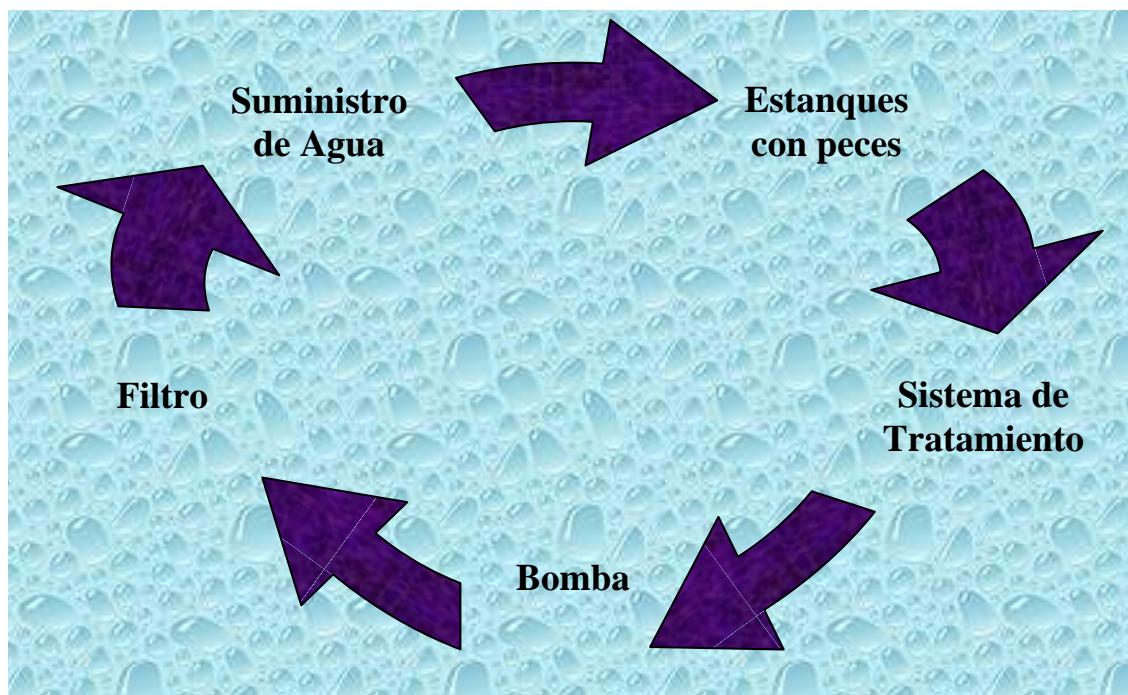 Suministro
de Agua
Estanques
con peces
Sistema de
Tratamiento
Bomba
Filtro